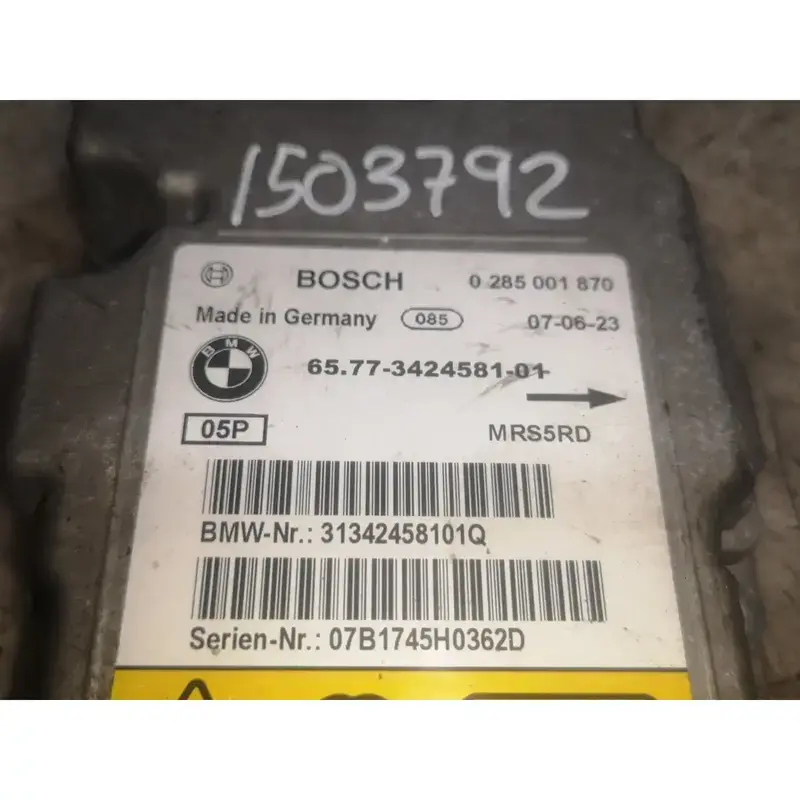 1503792
BOSCH 0 285 001 870
Made in Germany 085 07-06-23
BMW 65.77-3424581-01
05P MRS5RD
BMW-Nr.: 31342458101Q
Serien-Nr.: 07B1745H0362D